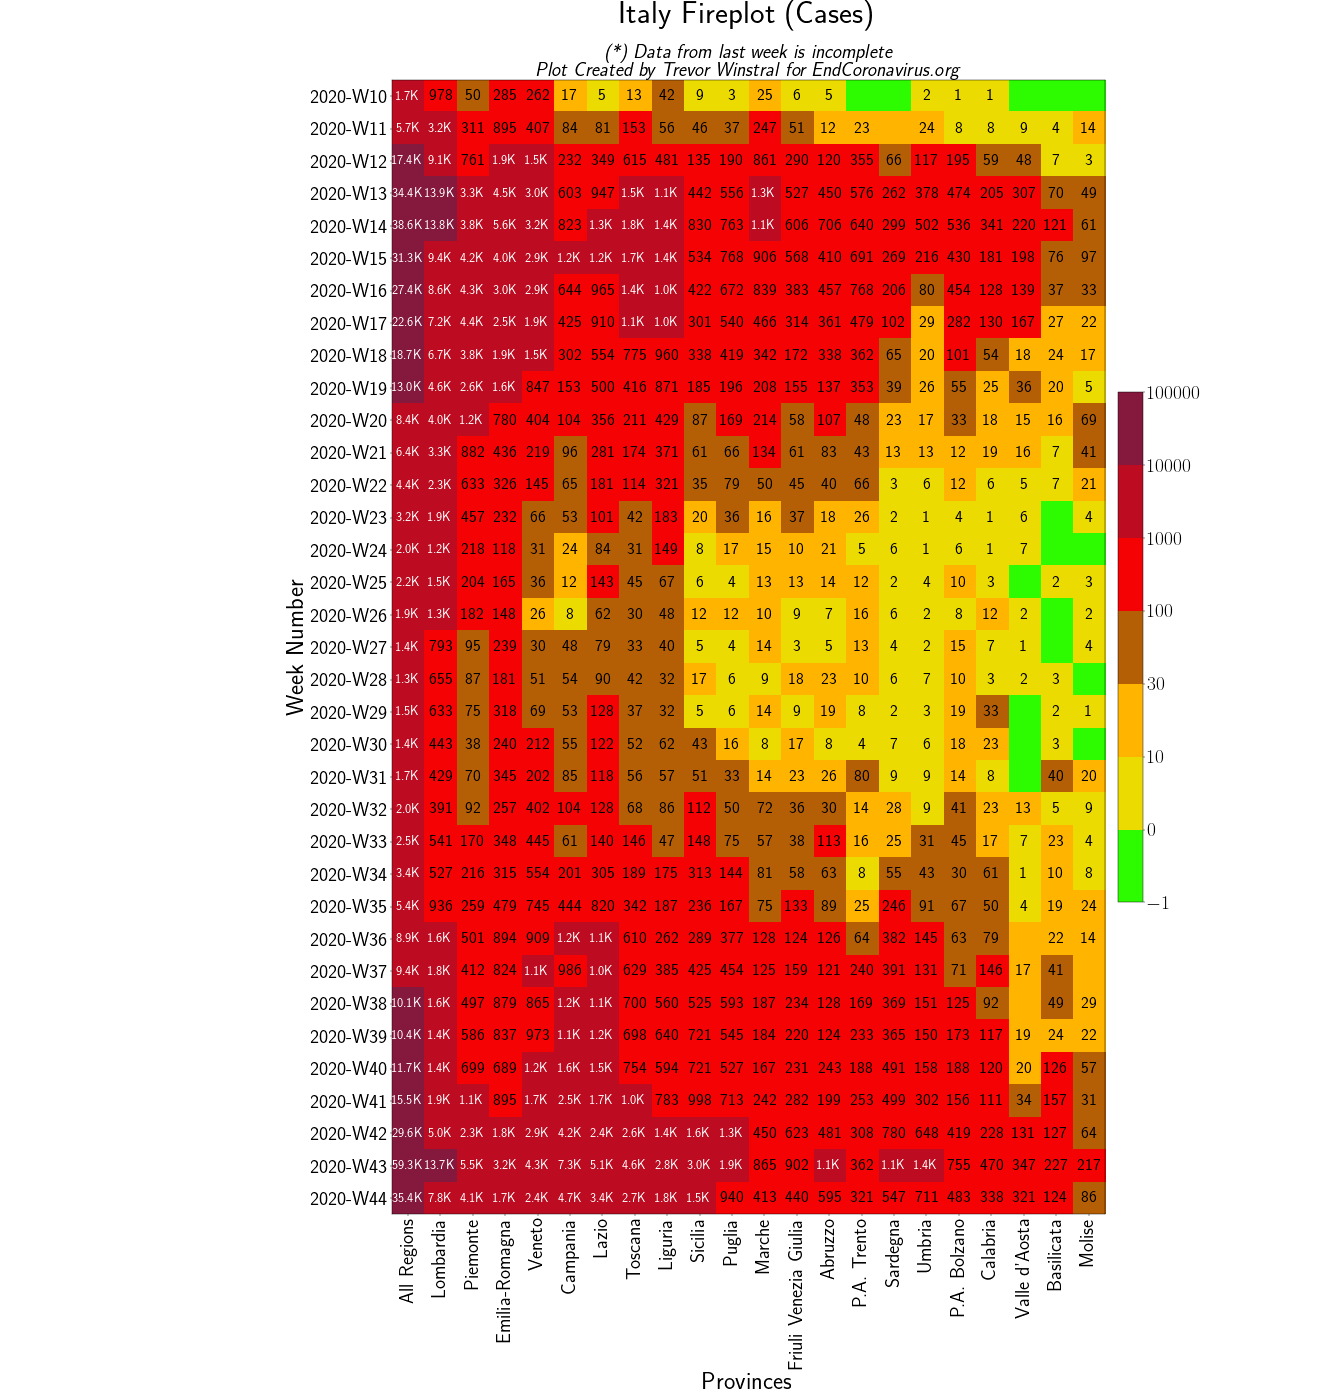 Italy Fireplot (Cases)
(*) Data from last week is incomplete
Plot Created by Trevor Winstral for EndCoronavirus.org
2020-W10 1.7K 978 50 285 262 17 5 13 42 9 3 25 6 5 2 1 1
2020-W11 5.7K 3.2K 311 895 407 84 81 153 56 46 37 247 51 12 23 24 8 8 9 4 14
2020-W12 17.4K 9.1K 761 1.9K 1.5K 232 349 615 481 135 190 861 290 120 355 66 117 195 59 48 7 3
2020-W13 34.4K 13.9K 3.3K 4.5K 3.0K 603 947 1.5K 1.1K 442 556 1.3K 527 450 576 262 378 474 205 307 70 49
2020-W14 38.6K 13.8K 3.8K 5.6K 3.2K 823 1.3K 1.8K 1.4K 830 763 1.1K 606 706 640 299 502 536 341 220 121 61
2020-W15 31.3K 9.4K 4.2K 4.0K 2.9K 1.2K 1.2K 1.7K 1.4K 534 768 906 568 410 691 269 216 430 181 198 76 97
2020-W16 27.4K 8.6K 4.3K 3.0K 2.9K 644 965 1.4K 1.0K 422 672 839 383 457 768 206 80 454 128 139 37 33
2020-W17 22.6K 7.2K 4.4K 2.5K 1.9K 425 910 1.1K 1.0K 301 540 466 314 361 479 102 29 282 130 167 27 22
2020-W18 18.7K 6.7K 3.8K 1.9K 1.5K 302 554 775 960 338 419 342 172 338 362 65 20 101 54 18 24 17
2020-W19 13.0K 4.6K 2.6K 1.6K 847 153 500 416 871 185 196 208 155 137 353 39 26 55 25 36 20 5
2020-W20 8.4K 4.0K 1.2K 780 404 104 356 211 429 87 169 214 58 107 48 23 17 33 18 15 16 69
2020-W21 6.4K 3.3K 882 436 219 96 281 174 371 61 66 134 61 83 43 13 13 12 19 16 7 41
2020-W22 4.4K 2.3K 633 326 145 65 181 114 321 35 79 50 45 40 66 3 6 12 6 5 7 21
2020-W23 3.2K 1.9K 457 232 66 53 101 42 183 20 36 16 37 18 26 2 1 4 1 6 4
2020-W24 2.0K 1.2K 218 118 31 24 84 31 149 8 17 15 10 21 5 6 1 6 1 7
2020-W25 2.2K 1.5K 204 165 36 12 143 45 67 6 4 13 13 14 12 2 4 10 3 2 3
2020-W26 1.9K 1.3K 182 148 26 8 62 30 48 12 12 10 9 7 16 6 2 8 12 2 2
2020-W27 1.4K 793 95 239 30 48 79 33 40 5 4 14 3 5 13 4 2 15 7 1 4
2020-W28 1.3K 655 87 181 51 54 90 42 32 17 6 9 18 23 10 6 7 10 3 2 3
2020-W29 1.5K 633 75 318 69 53 128 37 32 5 6 14 9 19 8 2 3 19 33 2 1
2020-W30 1.4K 443 38 240 212 55 122 52 62 43 16 8 17 8 4 7 6 18 23 3
2020-W31 1.7K 429 70 345 202 85 118 56 57 51 33 14 23 26 80 9 9 14 8 40 20
2020-W32 2.0K 391 92 257 402 104 128 68 86 112 50 72 36 30 14 28 9 41 23 13 5 9
2020-W33 2.5K 541 170 348 445 61 140 146 47 148 75 57 38 113 16 25 31 45 17 7 23 4
2020-W34 3.4K 527 216 315 554 201 305 189 175 313 144 81 58 63 8 55 43 30 61 1 10 8
2020-W35 5.4K 936 259 479 745 444 820 342 187 236 167 75 133 89 25 246 91 67 50 4 19 24
2020-W36 8.9K 1.6K 501 894 909 1.2K 1.1K 610 262 289 377 128 124 126 64 382 145 63 79 22 14
2020-W37 9.4K 1.8K 412 824 1.1K 986 1.0K 629 385 425 454 125 159 121 240 391 131 71 146 17 41
2020-W38 10.1K 1.6K 497 879 865 1.2K 1.1K 700 560 525 593 187 234 128 169 369 151 125 92 49 29
2020-W39 10.4K 1.4K 586 837 973 1.1K 1.2K 698 640 721 545 184 220 124 233 365 150 173 117 19 24 22
2020-W40 11.7K 1.4K 699 689 1.2K 1.6K 1.5K 754 594 721 527 167 231 243 188 491 158 188 120 20 126 57
2020-W41 15.5K 1.9K 1.1K 895 1.7K 2.5K 1.7K 1.0K 783 998 713 242 282 199 253 499 302 156 111 34 157 31
2020-W42 29.6K 5.0K 2.3K 1.8K 2.9K 4.2K 2.4K 2.6K 1.4K 1.6K 1.3K 450 623 481 308 780 648 419 228 131 127 64
2020-W43 59.3K 13.7K 5.5K 3.2K 4.3K 7.3K 5.1K 4.6K 2.8K 3.0K 1.9K 865 902 1.1K 362 1.1K 1.4K 755 470 347 227 217
2020-W44 35.4K 7.8K 4.1K 1.7K 2.4K 4.7K 3.4K 2.7K 1.8K 1.5K 940 413 440 595 321 547 711 483 338 321 124 86
Week Number
All Regions
Lombardia
Piemonte
Emilia-Romagna
Veneto
Campania
Lazio
Toscana
Liguria
Sicilia
Puglia
Marche
Friuli Venezia Giulia
Abruzzo
P.A. Trento
Sardegna
Umbria
P.A. Bolzano
Calabria
Valle d'Aosta
Basilicata
Molise
Provinces
100000
10000
1000
100
30
10
0
−1